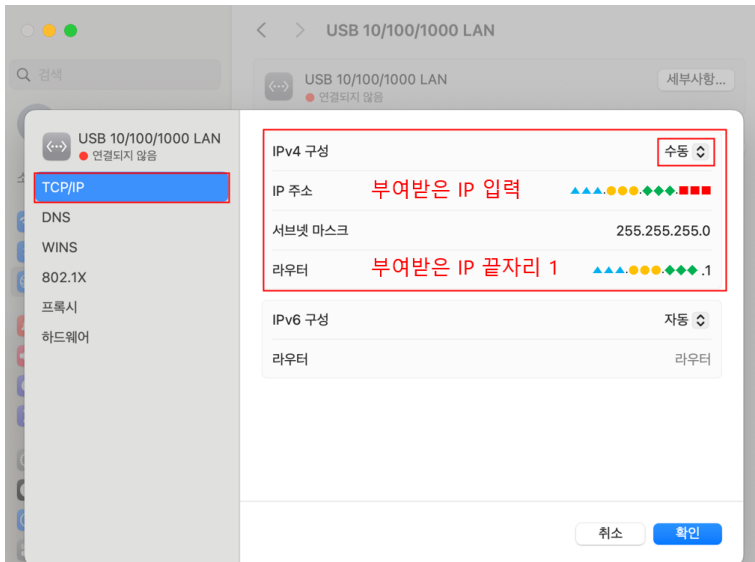 USB 10/100/1000 LAN
검색
USB 10/100/1000 LAN
연결되지 않음
세부사항...
USB 10/100/1000 LAN
연결되지 않음
TCP/IP
DNS
WINS
802.1X
프록시
하드웨어
IPv4 구성 수동
IP 주소 부여받은 IP 입력 ▲▲▲.●●●.◆◆◆.■■■
서브넷 마스크 255.255.255.0
라우터 부여받은 IP 끝자리 1 ▲▲▲.●●●.◆◆◆ .1
IPv6 구성 자동
라우터 라우터
취소 확인